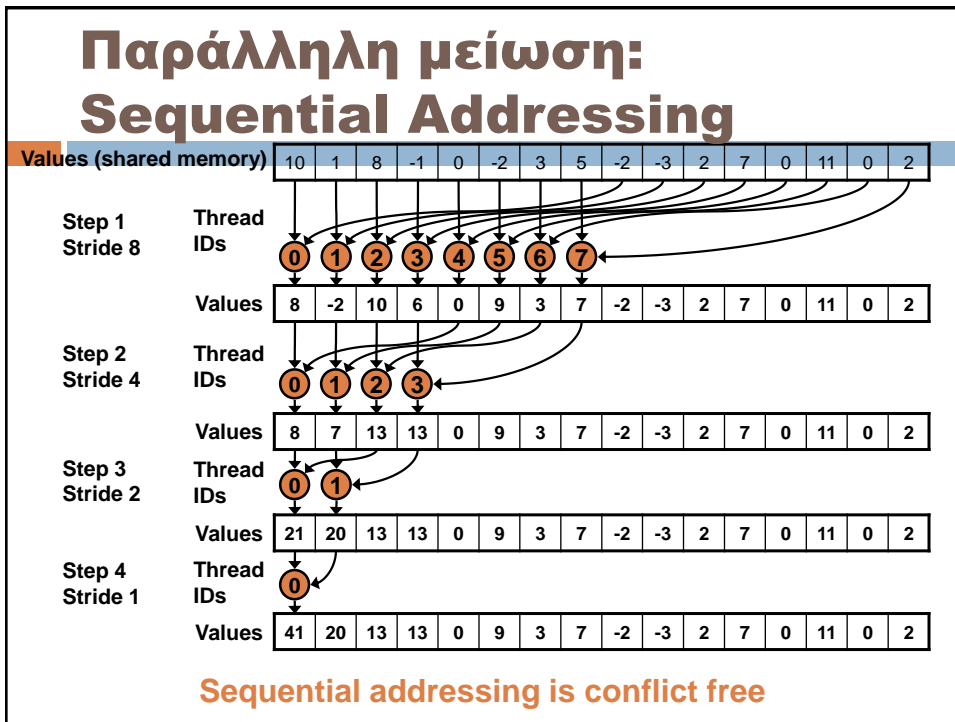 Παράλληλη μείωση:
Sequential Addressing
Values (shared memory) 10 1 8 -1 0 -2 3 5 -2 -3 2 7 0 11 0 2
Step 1 Thread
Stride 8 IDs
0 1 2 3 4 5 6 7
Values 8 -2 10 6 0 9 3 7 -2 -3 2 7 0 11 0 2
Step 2 Thread
Stride 4 IDs
0 1 2 3
Values 8 7 13 13 0 9 3 7 -2 -3 2 7 0 11 0 2
Step 3 Thread
Stride 2 IDs
0 1
Values 21 20 13 13 0 9 3 7 -2 -3 2 7 0 11 0 2
Step 4 Thread
Stride 1 IDs
0
Values 41 20 13 13 0 9 3 7 -2 -3 2 7 0 11 0 2
Sequential addressing is conflict free